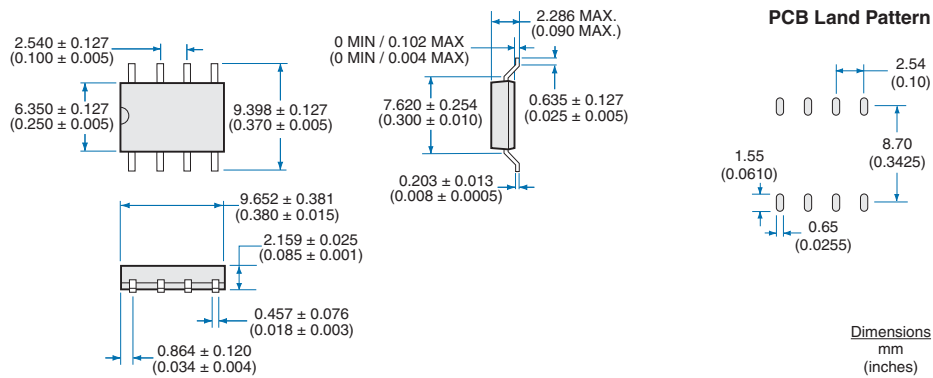 2.540 ± 0.127
(0.100 ± 0.005)
6.350 ± 0.127
(0.250 ± 0.005)
9.398 ± 0.127
(0.370 ± 0.005)
9.652 ± 0.381
(0.380 ± 0.015)
2.159 ± 0.025
(0.085 ± 0.001)
0.457 ± 0.076
(0.018 ± 0.003)
0.864 ± 0.120
(0.034 ± 0.004)
2.286 MAX.
(0.090 MAX.)
0 MIN / 0.102 MAX
(0 MIN / 0.004 MAX)
7.620 ± 0.254
(0.300 ± 0.010)
0.635 ± 0.127
(0.025 ± 0.005)
0.203 ± 0.013
(0.008 ± 0.0005)
PCB Land Pattern
2.54
(0.10)
8.70
(0.3425)
1.55
(0.0610)
0.65
(0.0255)
Dimensions
mm
(inches)